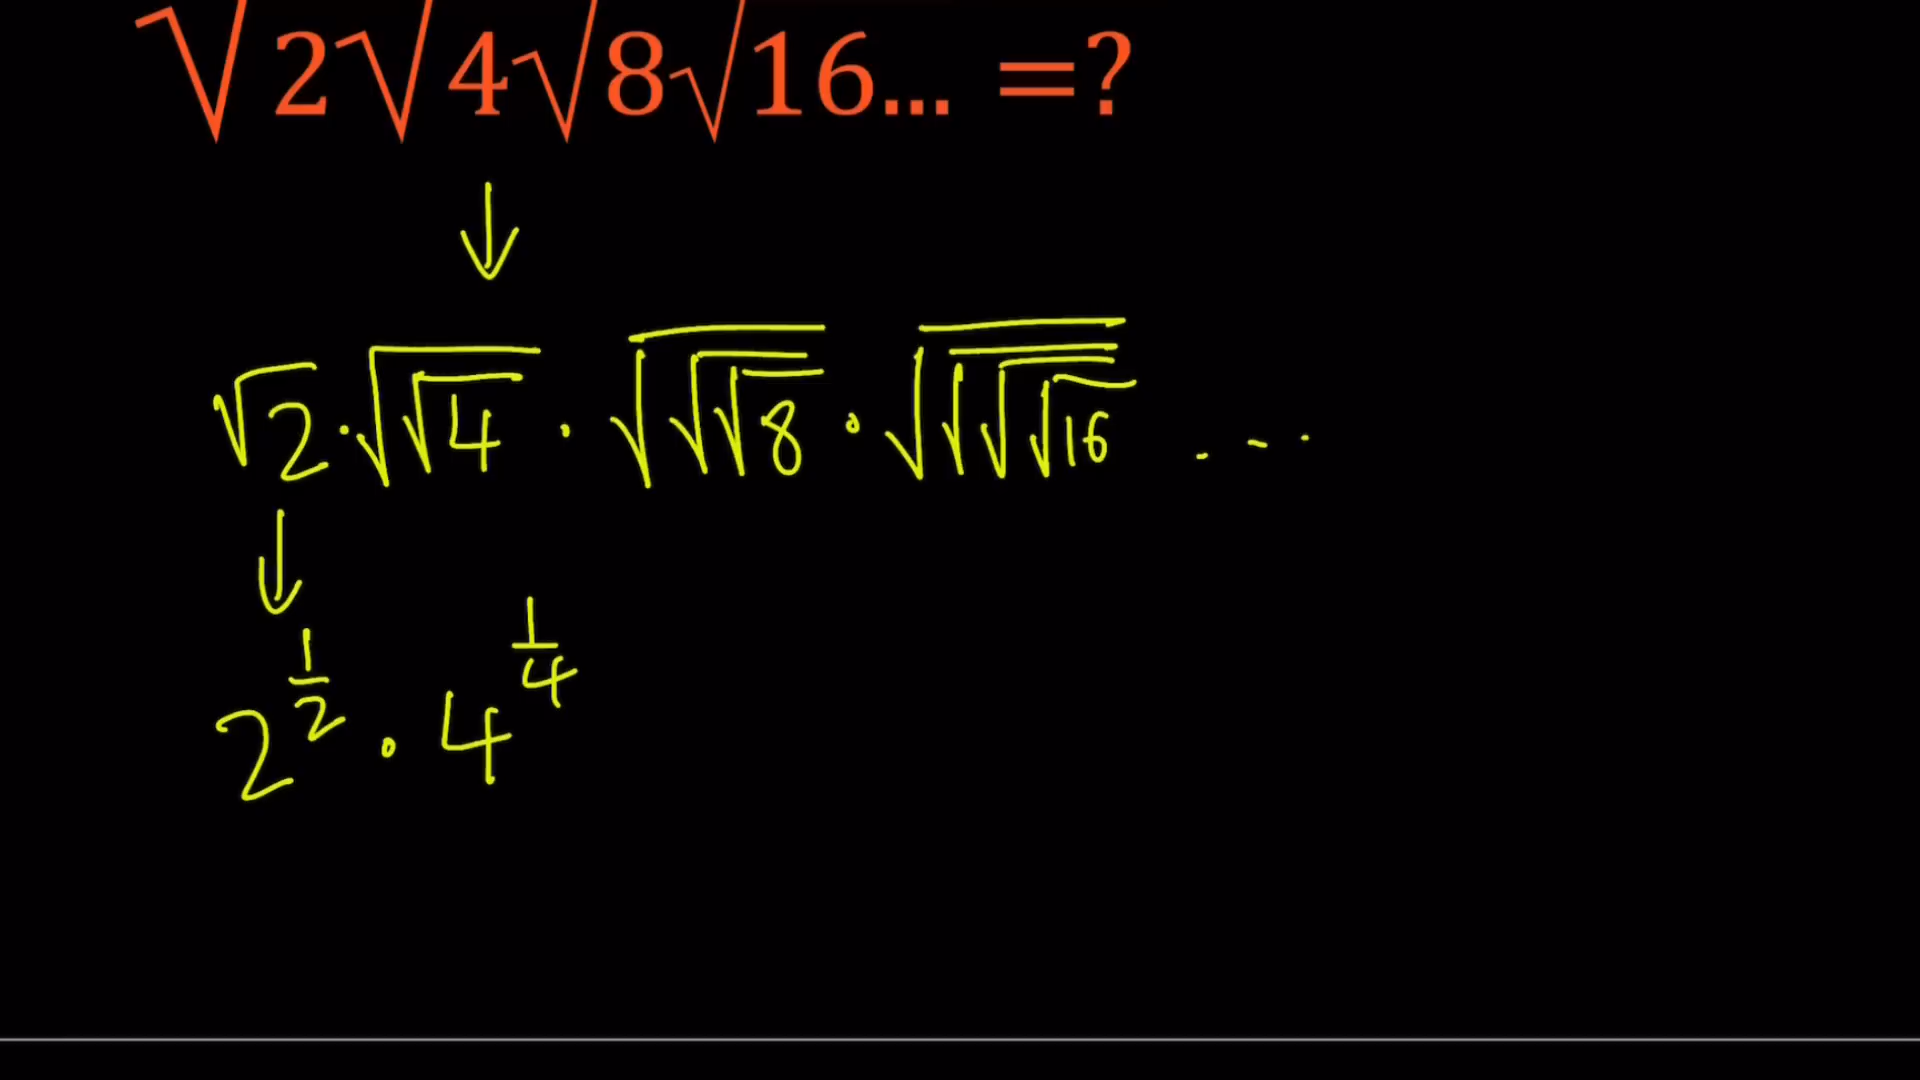 √2√4√8√16... =?
√2 · √√4 · √√√8 · √√√√16 ...
2^(1/2) · 4^(1/4)